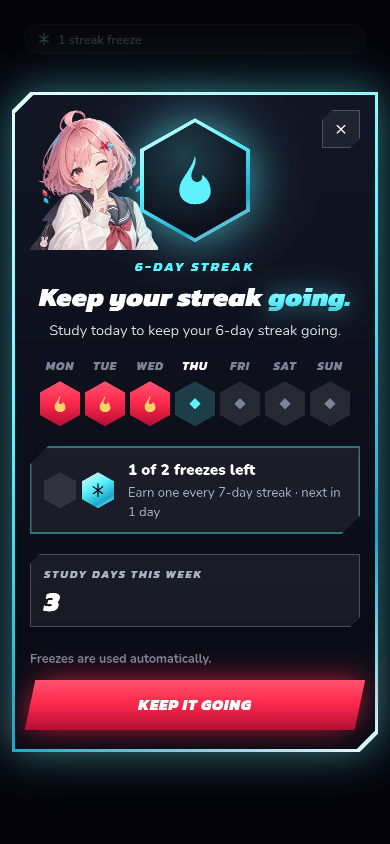 1 streak freeze
6-DAY STREAK
Keep your streak going.
Study today to keep your 6-day streak going.
MON TUE WED THU FRI SAT SUN
1 of 2 freezes left
Earn one every 7-day streak · next in
1 day
STUDY DAYS THIS WEEK
3
Freezes are used automatically.
KEEP IT GOING